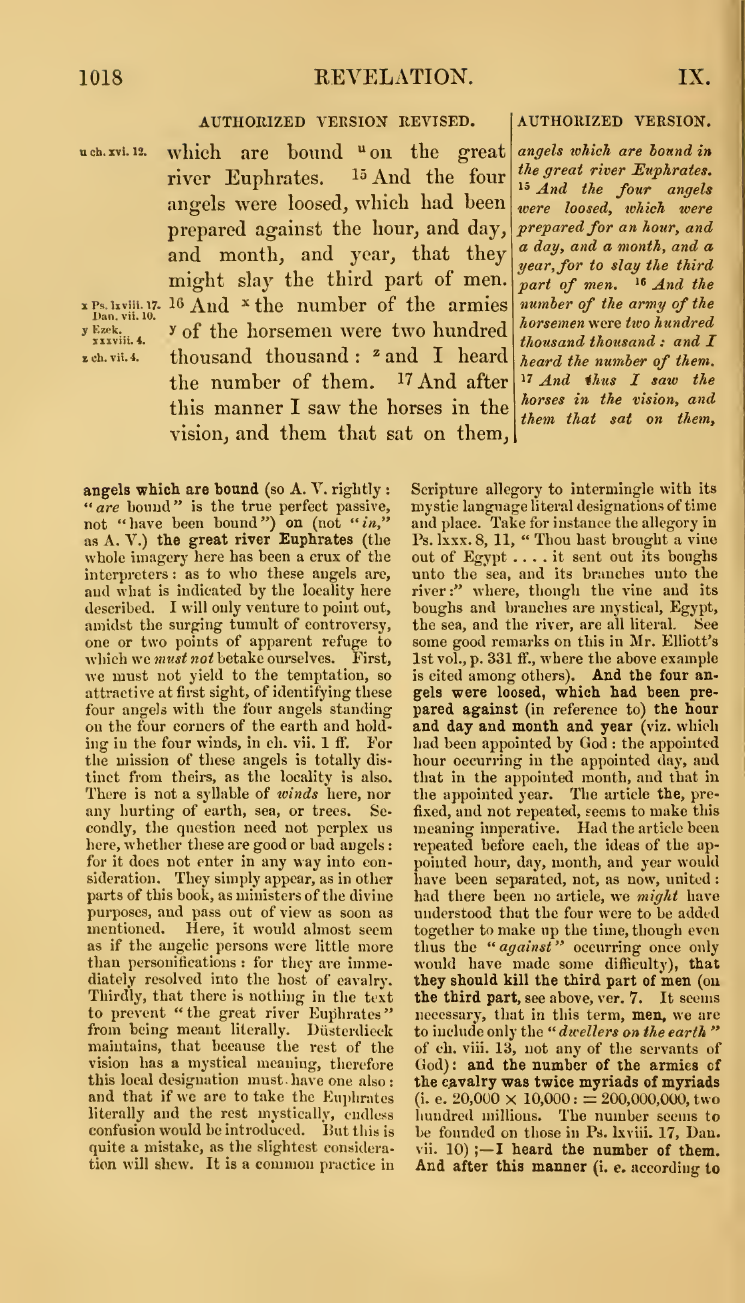 1018
REVELATION.
IX.
AUTHORIZED VERSION REVISED.
u ch. xvi. 12.
which are bound u on the great
river Euphrates. 15 And the four
angels were loosed, which had been
prepared against the hour, and day,
and month, and year, that they
might slay the third part of men.
x Ps. lxviii. 17.
Dan. vii. 10.
16 And x the number of the armies
y Ezek.
xxxviii. 4.
y of the horsemen were two hundred
z ch. vii. 4.
thousand thousand : z and I heard
the number of them. 17 And after
this manner I saw the horses in the
vision, and them that sat on them,
AUTHORIZED VERSION.
angels which are bound in
the great river Euphrates.
15 And the four angels
were loosed, which were
prepared for an hour, and
a day, and a month, and a
year, for to slay the third
part of men. 16 And the
number of the army of the
horsemen were two hundred
thousand thousand : and I
heard the number of them.
17 And thus I saw the
horses in the vision, and
them that sat on them,
angels which are bound (so A. V. rightly :
"are bound" is the true perfect passive,
not "have been bound") on (not "in,"
as A. V.) the great river Euphrates (the
whole imagery here has been a crux of the
interpreters : as to who these angels are,
and what is indicated by the locality here
described. I will only venture to point out,
amidst the surging tumult of controversy,
one or two points of apparent refuge to
which we must not betake ourselves. First,
we must not yield to the temptation, so
attractive at first sight, of identifying these
four angels with the four angels standing
on the four corners of the earth and hold-
ing in the four winds, in ch. vii. 1 ff. For
the mission of these angels is totally dis-
tinct from theirs, as the locality is also.
There is not a syllable of winds here, nor
any hurting of earth, sea, or trees. Se-
condly, the question need not perplex us
here, whether these are good or bad angels :
for it does not enter in any way into con-
sideration. They simply appear, as in other
parts of this book, as ministers of the divine
purposes, and pass out of view as soon as
mentioned. Here, it would almost seem
as if the angelic persons were little more
than personifications : for they are imme-
diately resolved into the host of cavalry.
Thirdly, that there is nothing in the text
to prevent "the great river Euphrates"
from being meant literally. Düsterdieck
maintains, that because the rest of the
vision has a mystical meaning, therefore
this local designation must have one also :
and that if we are to take the Euphrates
literally and the rest mystically, endless
confusion would be introduced. But this is
quite a mistake, as the slightest considera-
tion will shew. It is a common practice in
Scripture allegory to intermingle with its
mystic language literal designations of time
and place. Take for instance the allegory in
Ps. lxxx. 8, 11, "Thou hast brought a vine
out of Egypt .... it sent out its boughs
unto the sea, and its branches unto the
river :" where, though the vine and its
boughs and branches are mystical, Egypt,
the sea, and the river, are all literal. See
some good remarks on this in Mr. Elliott's
1st vol., p. 331 ff., where the above example
is cited among others). And the four an-
gels were loosed, which had been pre-
pared against (in reference to) the hour
and day and month and year (viz. which
had been appointed by God : the appointed
hour occurring in the appointed day, and
that in the appointed month, and that in
the appointed year. The article the, pre-
fixed, and not repeated, seems to make this
meaning imperative. Had the article been
repeated before each, the ideas of the ap-
pointed hour, day, month, and year would
have been separated, not, as now, united :
had there been no article, we might have
understood that the four were to be added
together to make up the time, though even
thus the "against" occurring once only
would have made some difficulty), that
they should kill the third part of men (on
the third part, see above, ver. 7. It seems
necessary, that in this term, men, we are
to include only the "dwellers on the earth"
of ch. viii. 13, not any of the servants of
God) : and the number of the armies of
the cavalry was twice myriads of myriads
(i. e. 20,000 × 10,000 : = 200,000,000, two
hundred millions. The number seems to
be founded on those in Ps. lxviii. 17, Dan.
vii. 10) ;—I heard the number of them.
And after this manner (i. e. according to